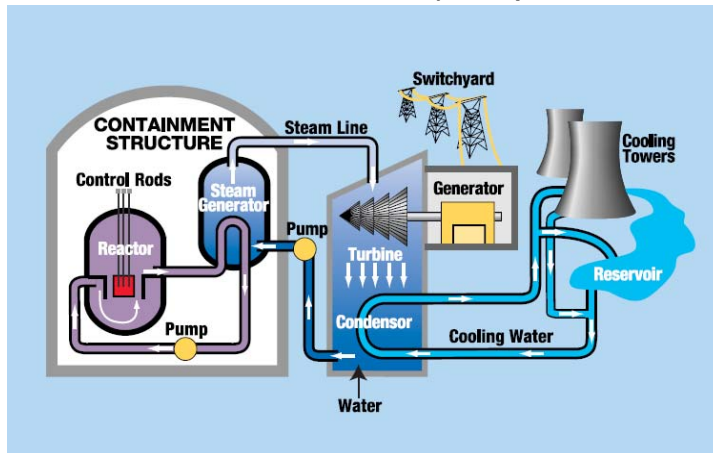 Switchyard
CONTAINMENT
STRUCTURE
Steam Line
Cooling
Towers
Control Rods
Steam
Generator
Generator
Pump
Reactor
Turbine
Reservoir
Pump
Condensor
Cooling Water
Water